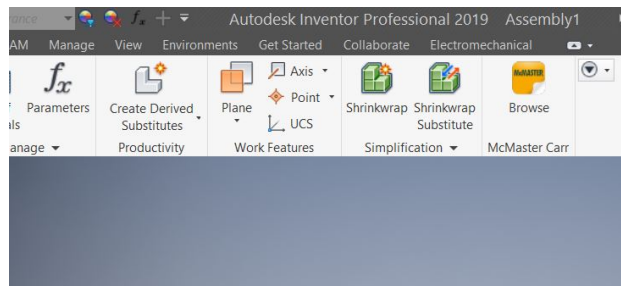 Autodesk Inventor Professional 2019 Assembly1
AM Manage View Environments Get Started Collaborate Electromechanical
Axis
Point
UCS
Parameters
Create Derived
Substitutes
Plane
Shrinkwrap
Shrinkwrap
Substitute
McMASTER
Browse
anage
Productivity
Work Features
Simplification
McMaster Carr